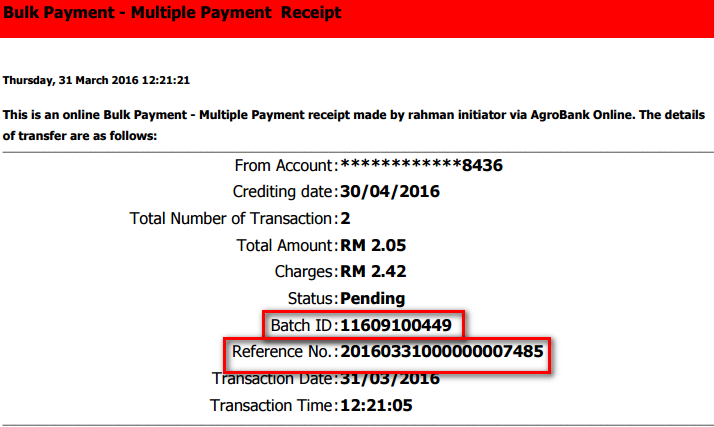 Bulk Payment - Multiple Payment  Receipt
Thursday, 31 March 2016 12:21:21
This is an online Bulk Payment - Multiple Payment receipt made by rahman initiator via AgroBank Online. The details
of transfer are as follows:
From Account:************8436
Crediting date:30/04/2016
Total Number of Transaction:2
Total Amount:RM 2.05
Charges:RM 2.42
Status:Pending
Batch ID:11609100449
Reference No.:20160331000000007485
Transaction Date:31/03/2016
Transaction Time:12:21:05